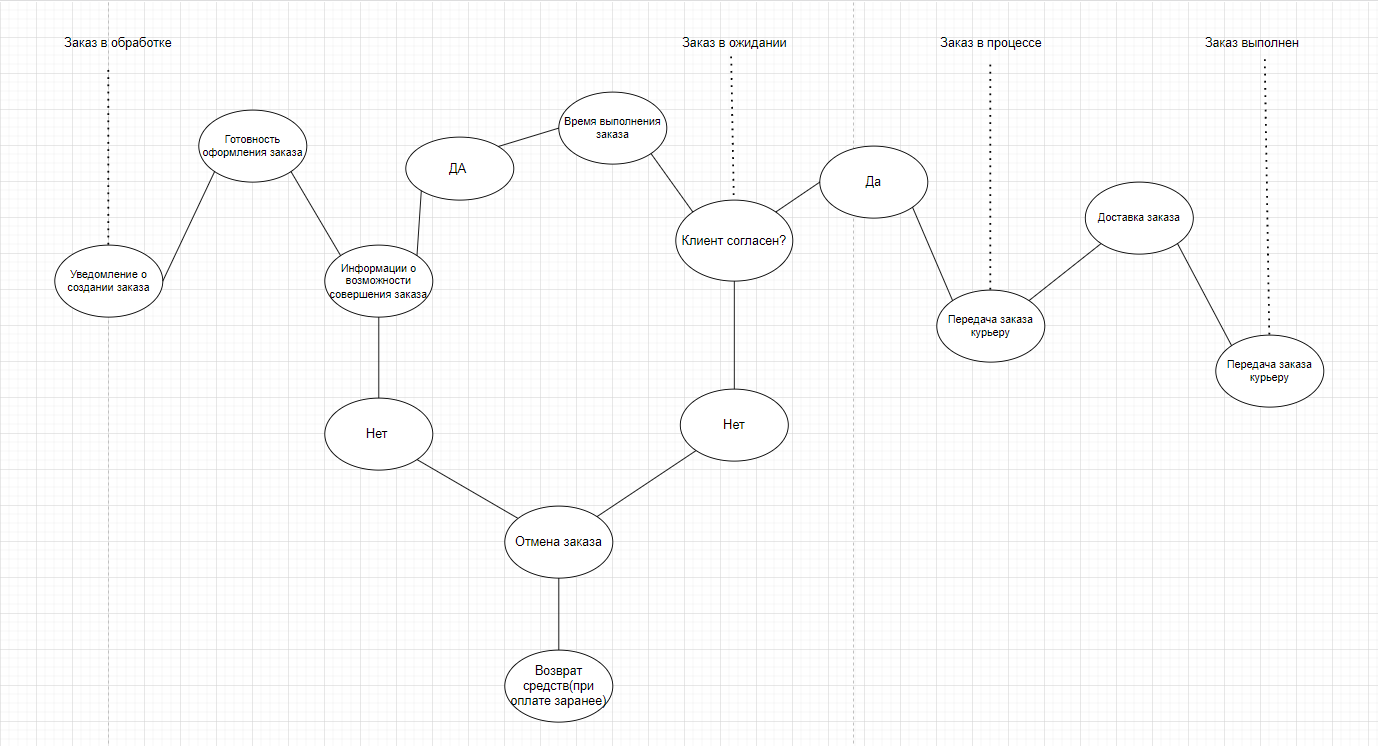 Заказ в обработке
Заказ в ожидании
Заказ в процессе
Заказ выполнен
Уведомление о
создании заказа
Готовность
оформления заказа
Информации о
возможности
совершения заказа
ДА
Время выполнения
заказа
Клиент согласен?
Да
Передача заказа
курьеру
Доставка заказа
Передача заказа
курьеру
Нет
Нет
Отмена заказа
Возврат
средств(при
оплате заранее)